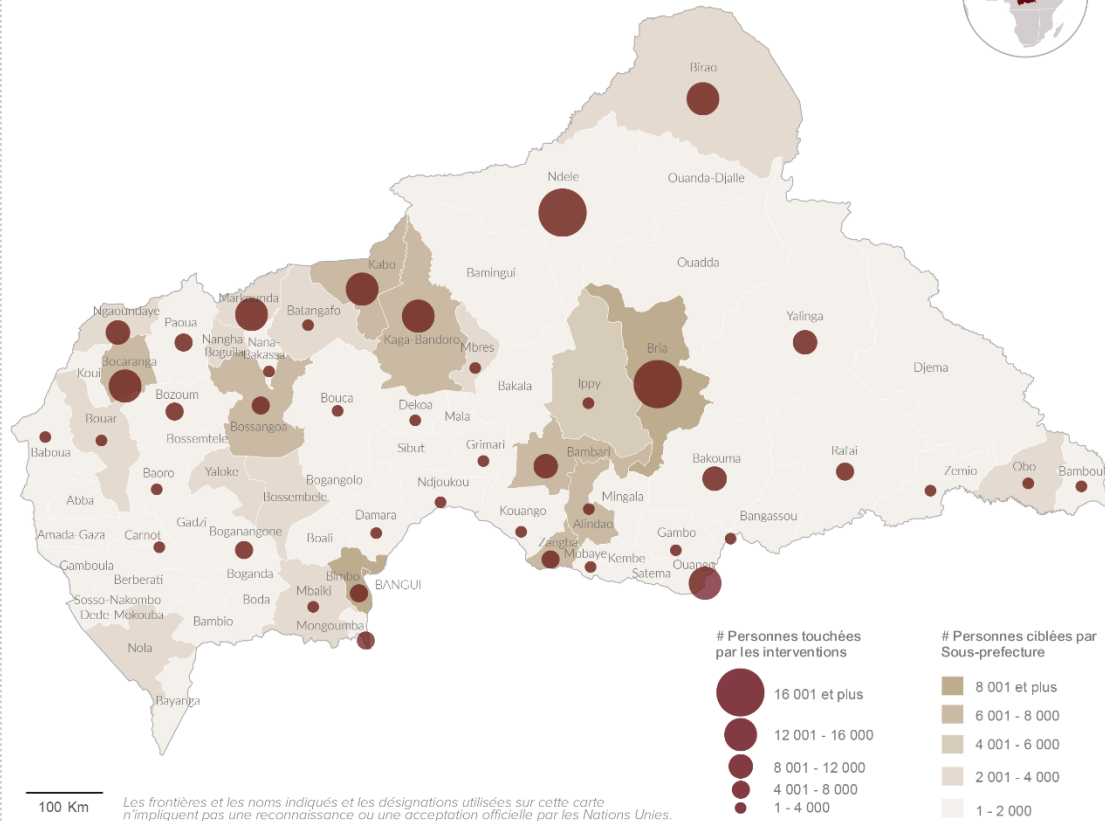 Birao
Ndele
Ouanda-Djalle
Kabo
Ouadda
Bamingui
Markounda
Ngaoundaye
Batangafo
Paoua
Yalinga
Nangha
Boguila
Nana-
Bakassa
Kaga-Bandoro
Mbres
Bria
Bocaranga
Koui
Djema
Ippy
Bakala
Bozoum
Bouca
Dekoa
Mala
Bouar
Bossangoa
Bossemtele
Sibut
Grimari
Bambari
Baboua
Bakouma
Rafai
Zemio
Obo
Bambouti
Baoro
Yaloke
Bogangolo
Ndjoukou
Abba
Bossembele
Mingala
Kouango
Bangassou
Damara
Gadzi
Alindao
Amada-Gaza
Carnot
Boganangone
Boali
Gambo
Zangba
Mobaye
Kembe
Ouango
Satema
Gamboula
Berberati
Boganda
Bimbo
BANGUI
Mbaiki
Sosso-Nakombo
Boda
Dede-Mokouba
Bambio
Mongoumba
Nola
Bayanga
# Personnes touchées
par les interventions
16 001 et plus
12 001 - 16 000
8 001 - 12 000
4 001 - 8 000
1 - 4 000
# Personnes ciblées par
Sous-prefecture
8 001 et plus
6 001 - 8 000
4 001 - 6 000
2 001 - 4 000
1 - 2 000
100 Km
Les frontières et les noms indiqués et les désignations utilisées sur cette carte
n'impliquent pas une reconnaissance ou une acceptation officielle par les Nations Unies.